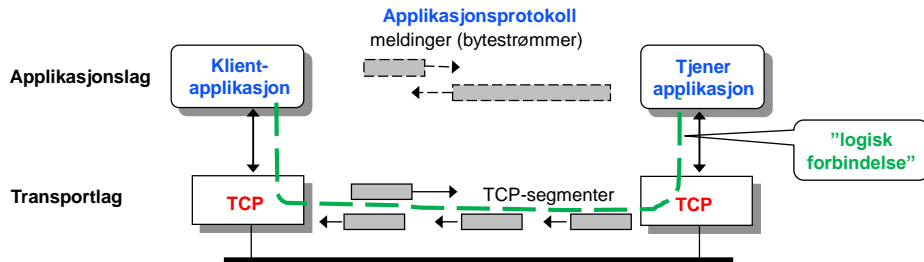 Applikasjonsprotokoll
meldinger (bytestrømmer)
Applikasjonslag
Klient-
applikasjon
Tjener
applikasjon
”logisk
forbindelse”
Transportlag
TCP
TCP-segmenter
TCP